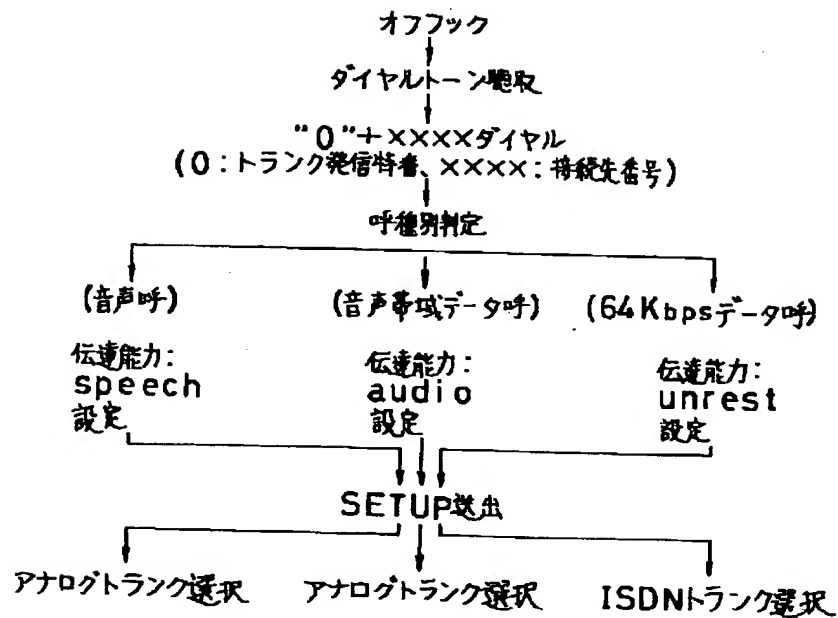 オフフック
ダイヤルトーン聴取
"0"+××××ダイヤル
(0:トランク発信特番、××××:接続先番号)
呼種別判定
(音声呼)
(音声帯域データ呼)
(64Kbpsデータ呼)
伝達能力:
speech
設定
伝達能力:
audio
設定
伝達能力:
unrest
設定
SETUP送出
アナログトランク選択
アナログトランク選択
ISDNトランク選択